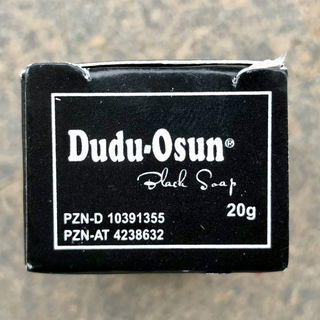 Dudu-Osun®
Black Soap
20g
PZN-D 10391355
PZN-AT 4238632